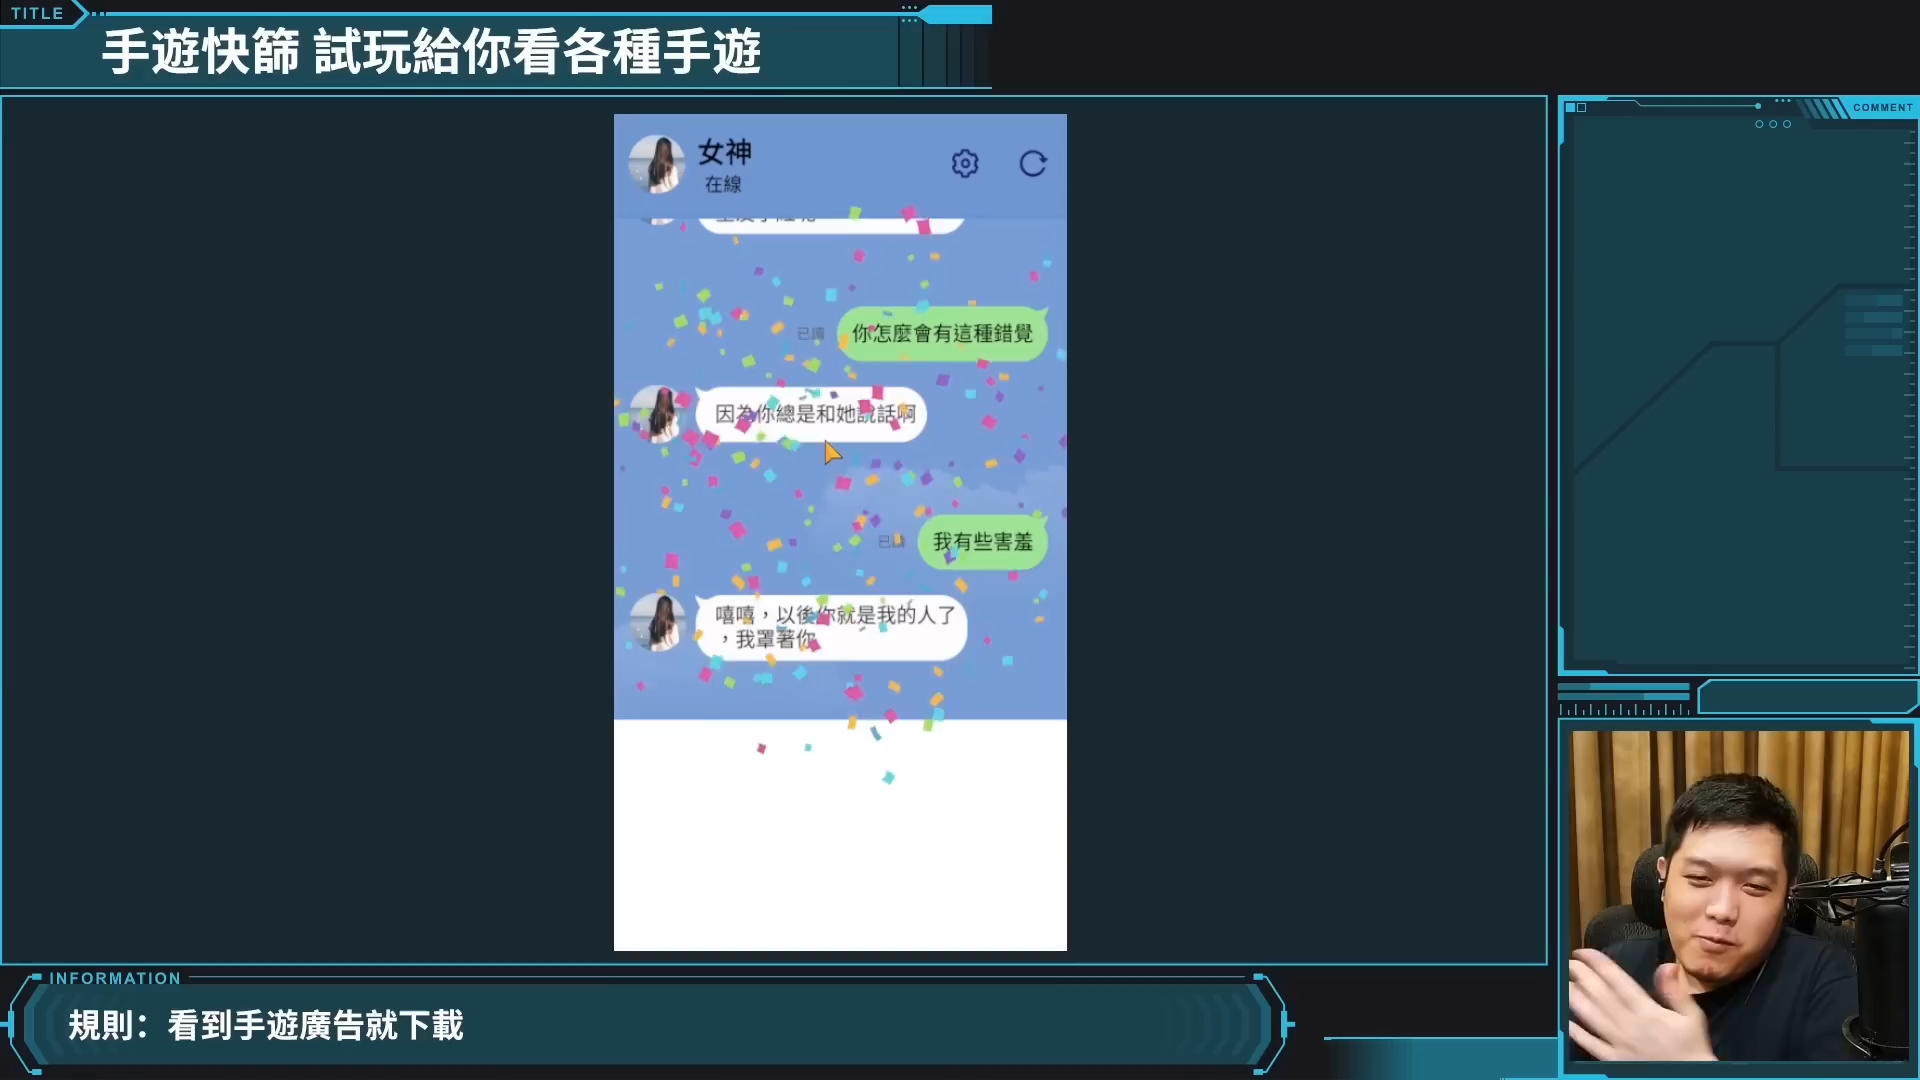 TITLE
手遊快篩 試玩給你看各種手遊
COMMENT
女神
在線
已讀
你怎麼會有這種錯覺
因為你總是和她說話啊
已讀
我有些害羞
嘻嘻，以後你就是我的人了
，我罩著你
INFORMATION
規則：看到手遊廣告就下載